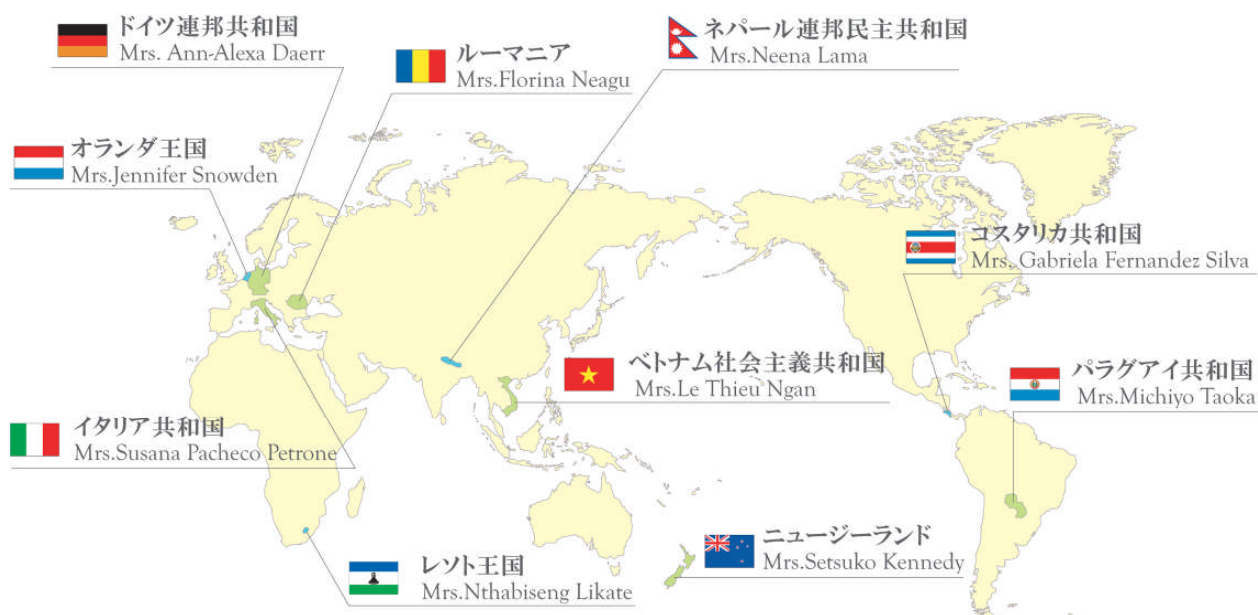 ドイツ連邦共和国
Mrs. Ann-Alexa Daerr
ルーマニア
Mrs.Florina Neagu
ネパール連邦民主共和国
Mrs.Neena Lama
オランダ王国
Mrs.Jennifer Snowden
コスタリカ共和国
Mrs. Gabriela Fernandez Silva
ベトナム社会主義共和国
Mrs.Le Thieu Ngan
パラグアイ共和国
Mrs.Michiyo Taoka
イタリア共和国
Mrs.Susana Pacheco Petrone
ニュージーランド
Mrs.Setsuko Kennedy
レソト王国
Mrs.Nthabiseng Likate